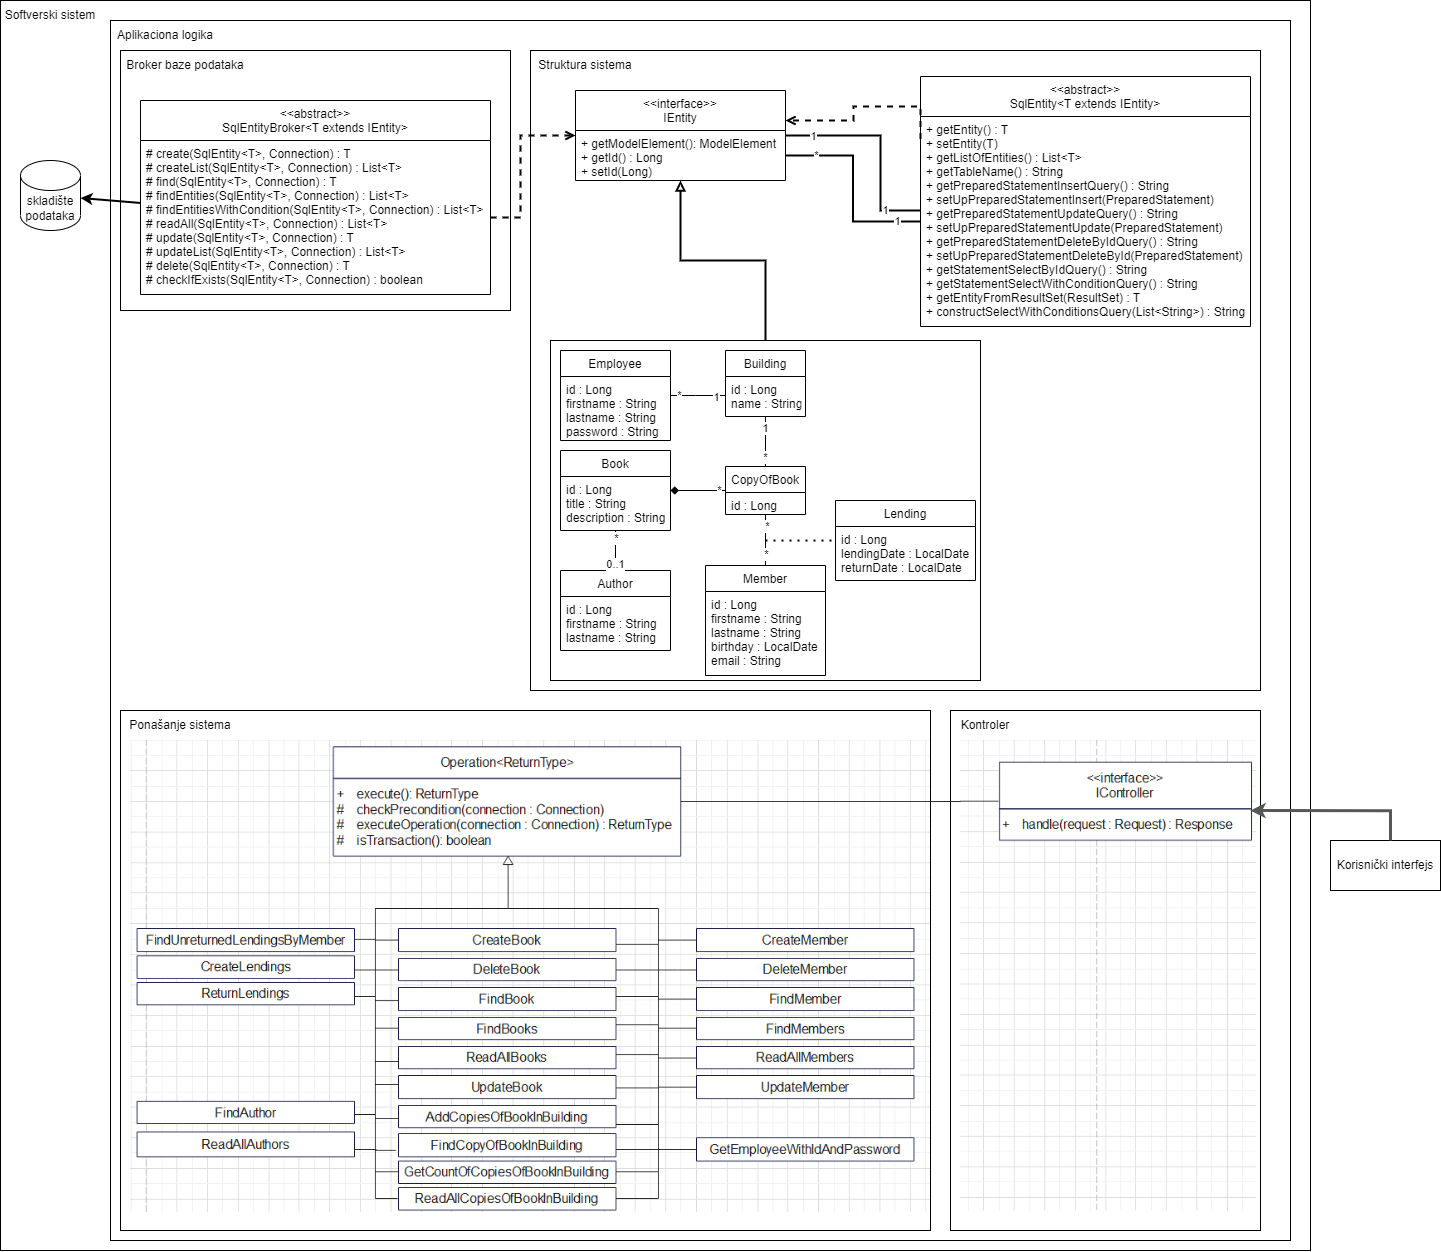 Softverski sistem
Aplikaciona logika
Broker baze podataka
<<abstract>>
SqlEntityBroker<T extends IEntity>
# create(SqlEntity<T>, Connection) : T
# createList(SqlEntity<T>, Connection) : List<T>
# find(SqlEntity<T>, Connection) : T
# findEntities(SqlEntity<T>, Connection) : List<T>
# findEntitiesWithCondition(SqlEntity<T>, Connection) : List<T>
# readAll(SqlEntity<T>, Connection) : List<T>
# update(SqlEntity<T>, Connection) : T
# updateList(SqlEntity<T>, Connection) : List<T>
# delete(SqlEntity<T>, Connection) : T
# checkIfExists(SqlEntity<T>, Connection) : boolean
skladište
podataka
Struktura sistema
<<interface>>
IEntity
+ getModelElement(): ModelElement
+ getId() : Long
+ setId(Long)
1
*
1
1
<<abstract>>
SqlEntity<T extends IEntity>
+ getEntity() : T
+ setEntity(T)
+ getListOfEntities() : List<T>
+ getTableName() : String
+ getPreparedStatementInsertQuery() : String
+ setUpPreparedStatementInsert(PreparedStatement)
+ getPreparedStatementUpdateQuery() : String
+ setUpPreparedStatementUpdate(PreparedStatement)
+ getPreparedStatementDeleteByIdQuery() : String
+ setUpPreparedStatementDeleteById(PreparedStatement)
+ getStatementSelectByIdQuery() : String
+ getStatementSelectWithConditionQuery() : String
+ getEntityFromResultSet(ResultSet) : T
+ constructSelectWithConditionsQuery(List<String>) : String
Employee
id : Long
firstname : String
lastname : String
password : String
*
1
Building
id : Long
name : String
1
*
Book
id : Long
title : String
description : String
*
CopyOfBook
id : Long
*
*
Lending
id : Long
lendingDate : LocalDate
returnDate : LocalDate
*
0..1
Author
id : Long
firstname : String
lastname : String
Member
id : Long
firstname : String
lastname : String
birthday : LocalDate
email : String
Ponašanje sistema
Operation<ReturnType>
+ execute(): ReturnType
# checkPrecondition(connection : Connection)
# executeOperation(connection : Connection) : ReturnType
# isTransaction(): boolean
FindUnreturnedLendingsByMember
CreateLendings
ReturnLendings
FindAuthor
ReadAllAuthors
CreateBook
DeleteBook
FindBook
FindBooks
ReadAllBooks
UpdateBook
AddCopiesOfBookInBuilding
FindCopyOfBookInBuilding
GetCountOfCopiesOfBookInBuilding
ReadAllCopiesOfBookInBuilding
CreateMember
DeleteMember
FindMember
FindMembers
ReadAllMembers
UpdateMember
GetEmployeeWithIdAndPassword
Kontroler
<<interface>>
IController
+ handle(request : Request) : Response
Korisnički interfejs